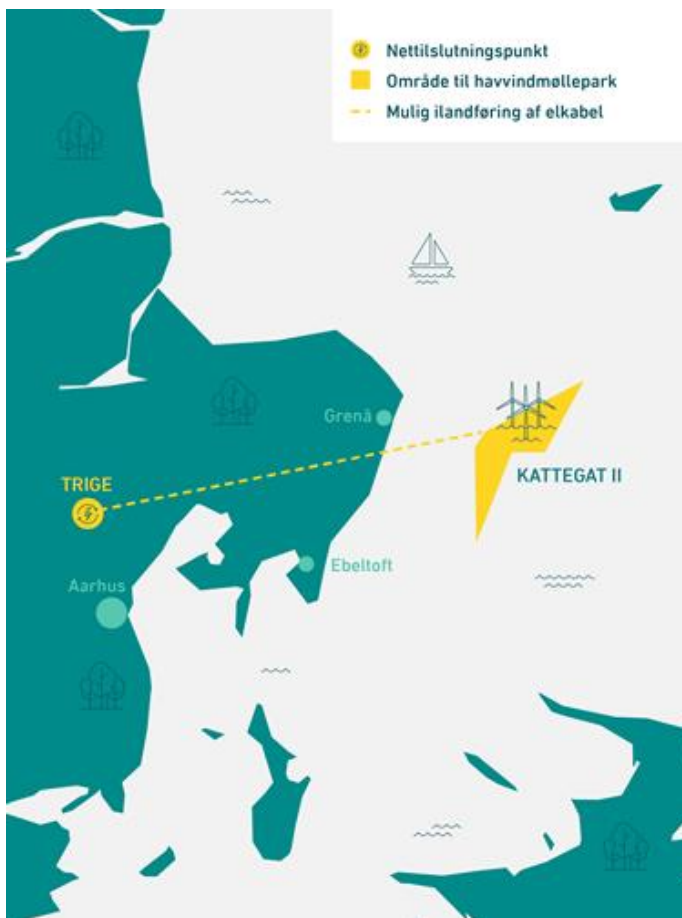 Nettilslutningspunkt
Område til havvindmøllepark
Mulig ilandføring af elkabel
Grenå
TRIGE
KATTEGAT II
Ebeltoft
Aarhus